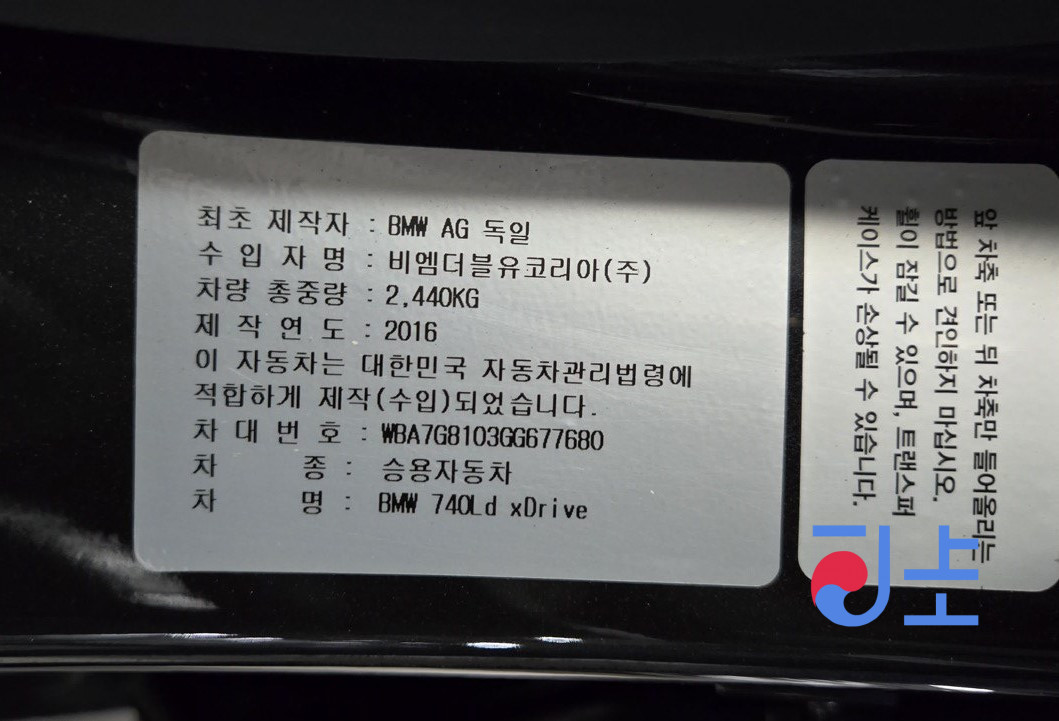 최초 제작자 : BMW AG 독일
수 입 자 명 : 비엠더블유코리아(주)
차량 총중량 : 2,440KG
제 작 연 도 : 2016
이 자동차는 대한민국 자동차관리법령에
적합하게 제작(수입)되었습니다.
차 대 번 호 : WBA7G8103GG677680
차 종 : 승용자동차
차 명 : BMW 740Ld xDrive
앞 차축 또는 뒤 차축만 들어올리는
방법으로 견인하지 마십시오.
휠이 잠길 수 있으며, 트랜스퍼
케이스가 손상될 수 있습니다.